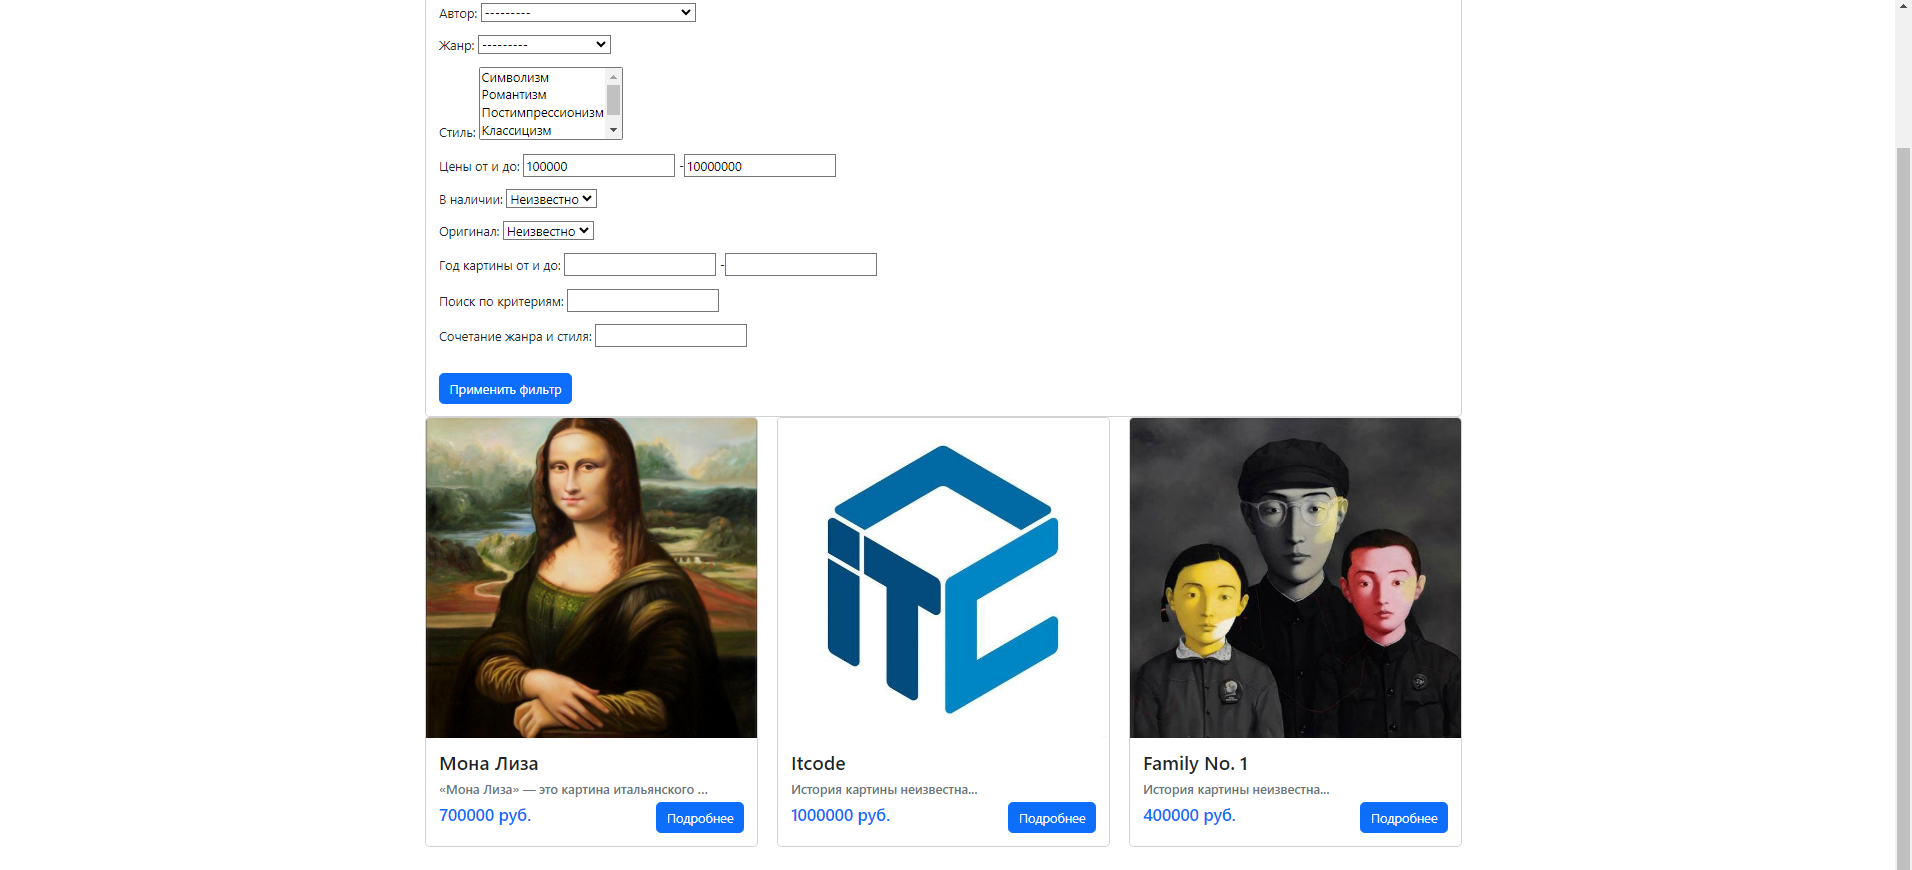 Автор: ---------
Жанр: ---------
Символизм
Романтизм
Постимпрессионизм
Стиль: Классицизм
Цены от и до: 100000 - 10000000
В наличии: Неизвестно
Оригинал: Неизвестно
Год картины от и до: -
Поиск по критериям:
Сочетание жанра и стиля:
Применить фильтр
iTC
Мона Лиза
«Мона Лиза» — это картина итальянского ...
700000 руб. Подробнее
Itcode
История картины неизвестна...
1000000 руб. Подробнее
Family No. 1
История картины неизвестна...
400000 руб. Подробнее